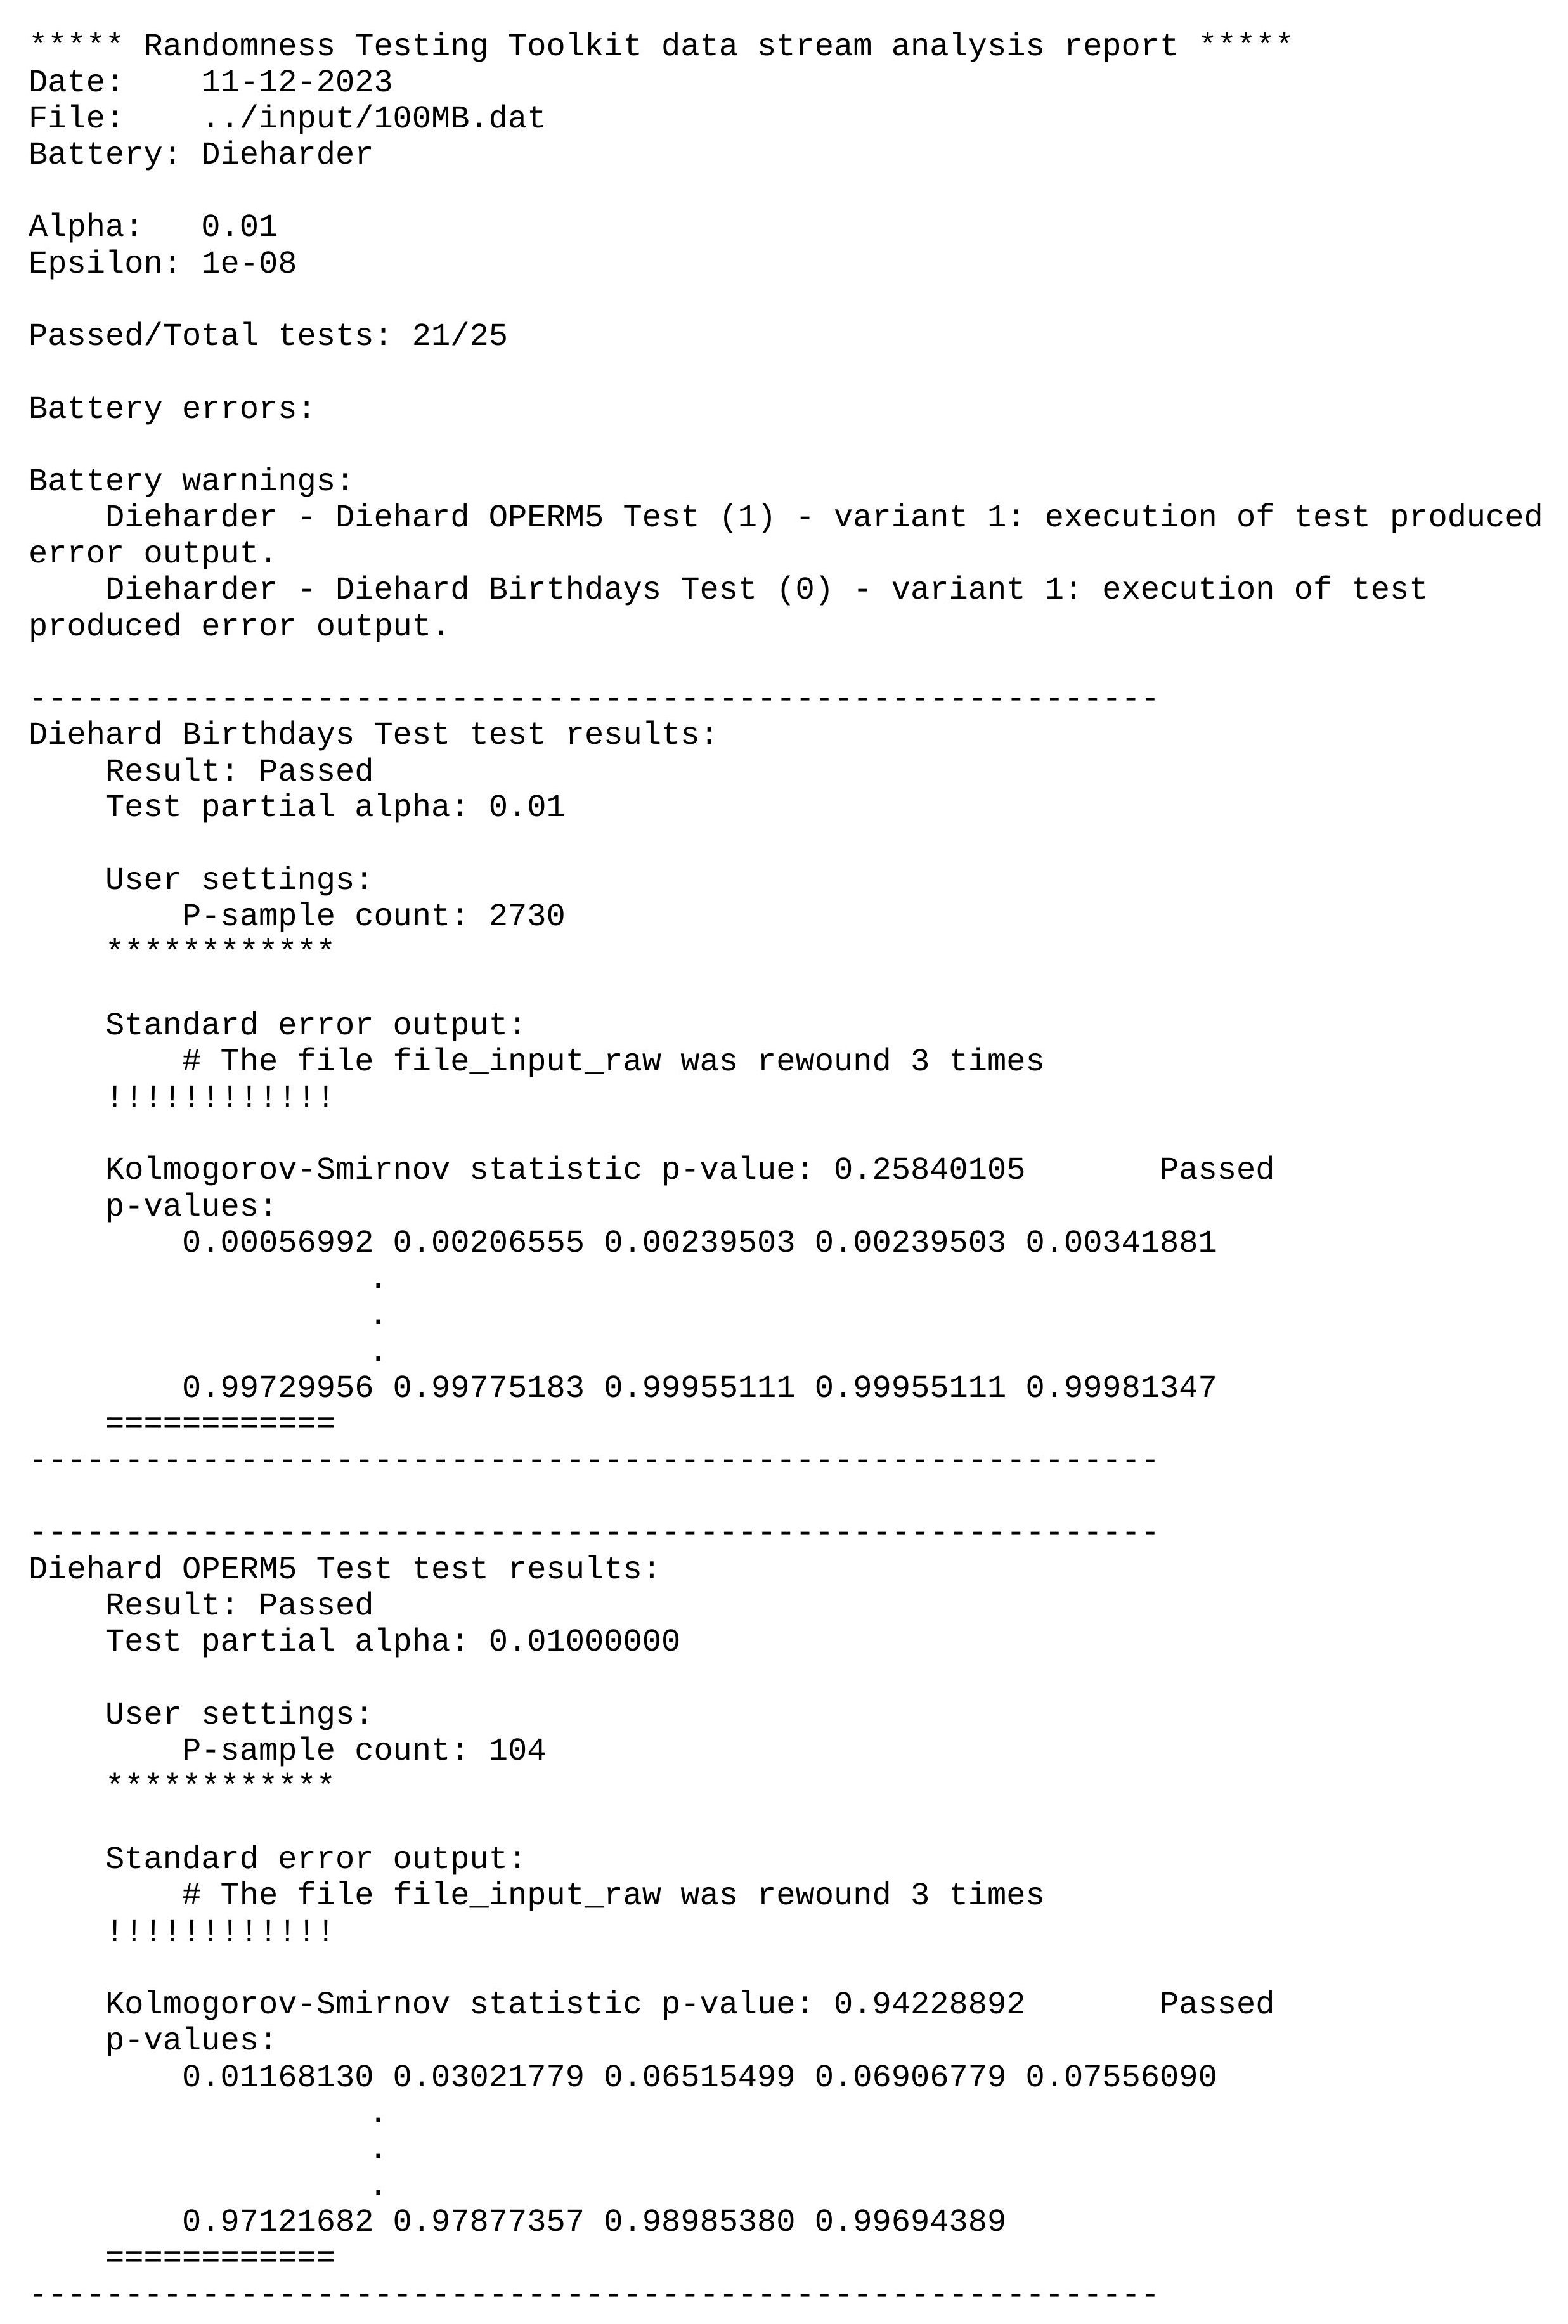 ***** Randomness Testing Toolkit data stream analysis report *****
Date:    11-12-2023
File:    ../input/100MB.dat
Battery: Dieharder

Alpha:   0.01
Epsilon: 1e-08

Passed/Total tests: 21/25

Battery errors:

Battery warnings:
    Dieharder - Diehard OPERM5 Test (1) - variant 1: execution of test produced
error output.
    Dieharder - Diehard Birthdays Test (0) - variant 1: execution of test
produced error output.

-----------------------------------------------------------
Diehard Birthdays Test test results:
    Result: Passed
    Test partial alpha: 0.01

    User settings:
        P-sample count: 2730
    ************

    Standard error output:
        # The file file_input_raw was rewound 3 times
    !!!!!!!!!!!!

    Kolmogorov-Smirnov statistic p-value: 0.25840105       Passed
    p-values:
        0.00056992 0.00206555 0.00239503 0.00239503 0.00341881
                  .
                  .
                  .
        0.99729956 0.99775183 0.99955111 0.99955111 0.99981347
    ============
-----------------------------------------------------------

-----------------------------------------------------------
Diehard OPERM5 Test test results:
    Result: Passed
    Test partial alpha: 0.01000000

    User settings:
        P-sample count: 104
    ************

    Standard error output:
        # The file file_input_raw was rewound 3 times
    !!!!!!!!!!!!

    Kolmogorov-Smirnov statistic p-value: 0.94228892       Passed
    p-values:
        0.01168130 0.03021779 0.06515499 0.06906779 0.07556090
                  .
                  .
                  .
        0.97121682 0.97877357 0.98985380 0.99694389
    ============
-----------------------------------------------------------